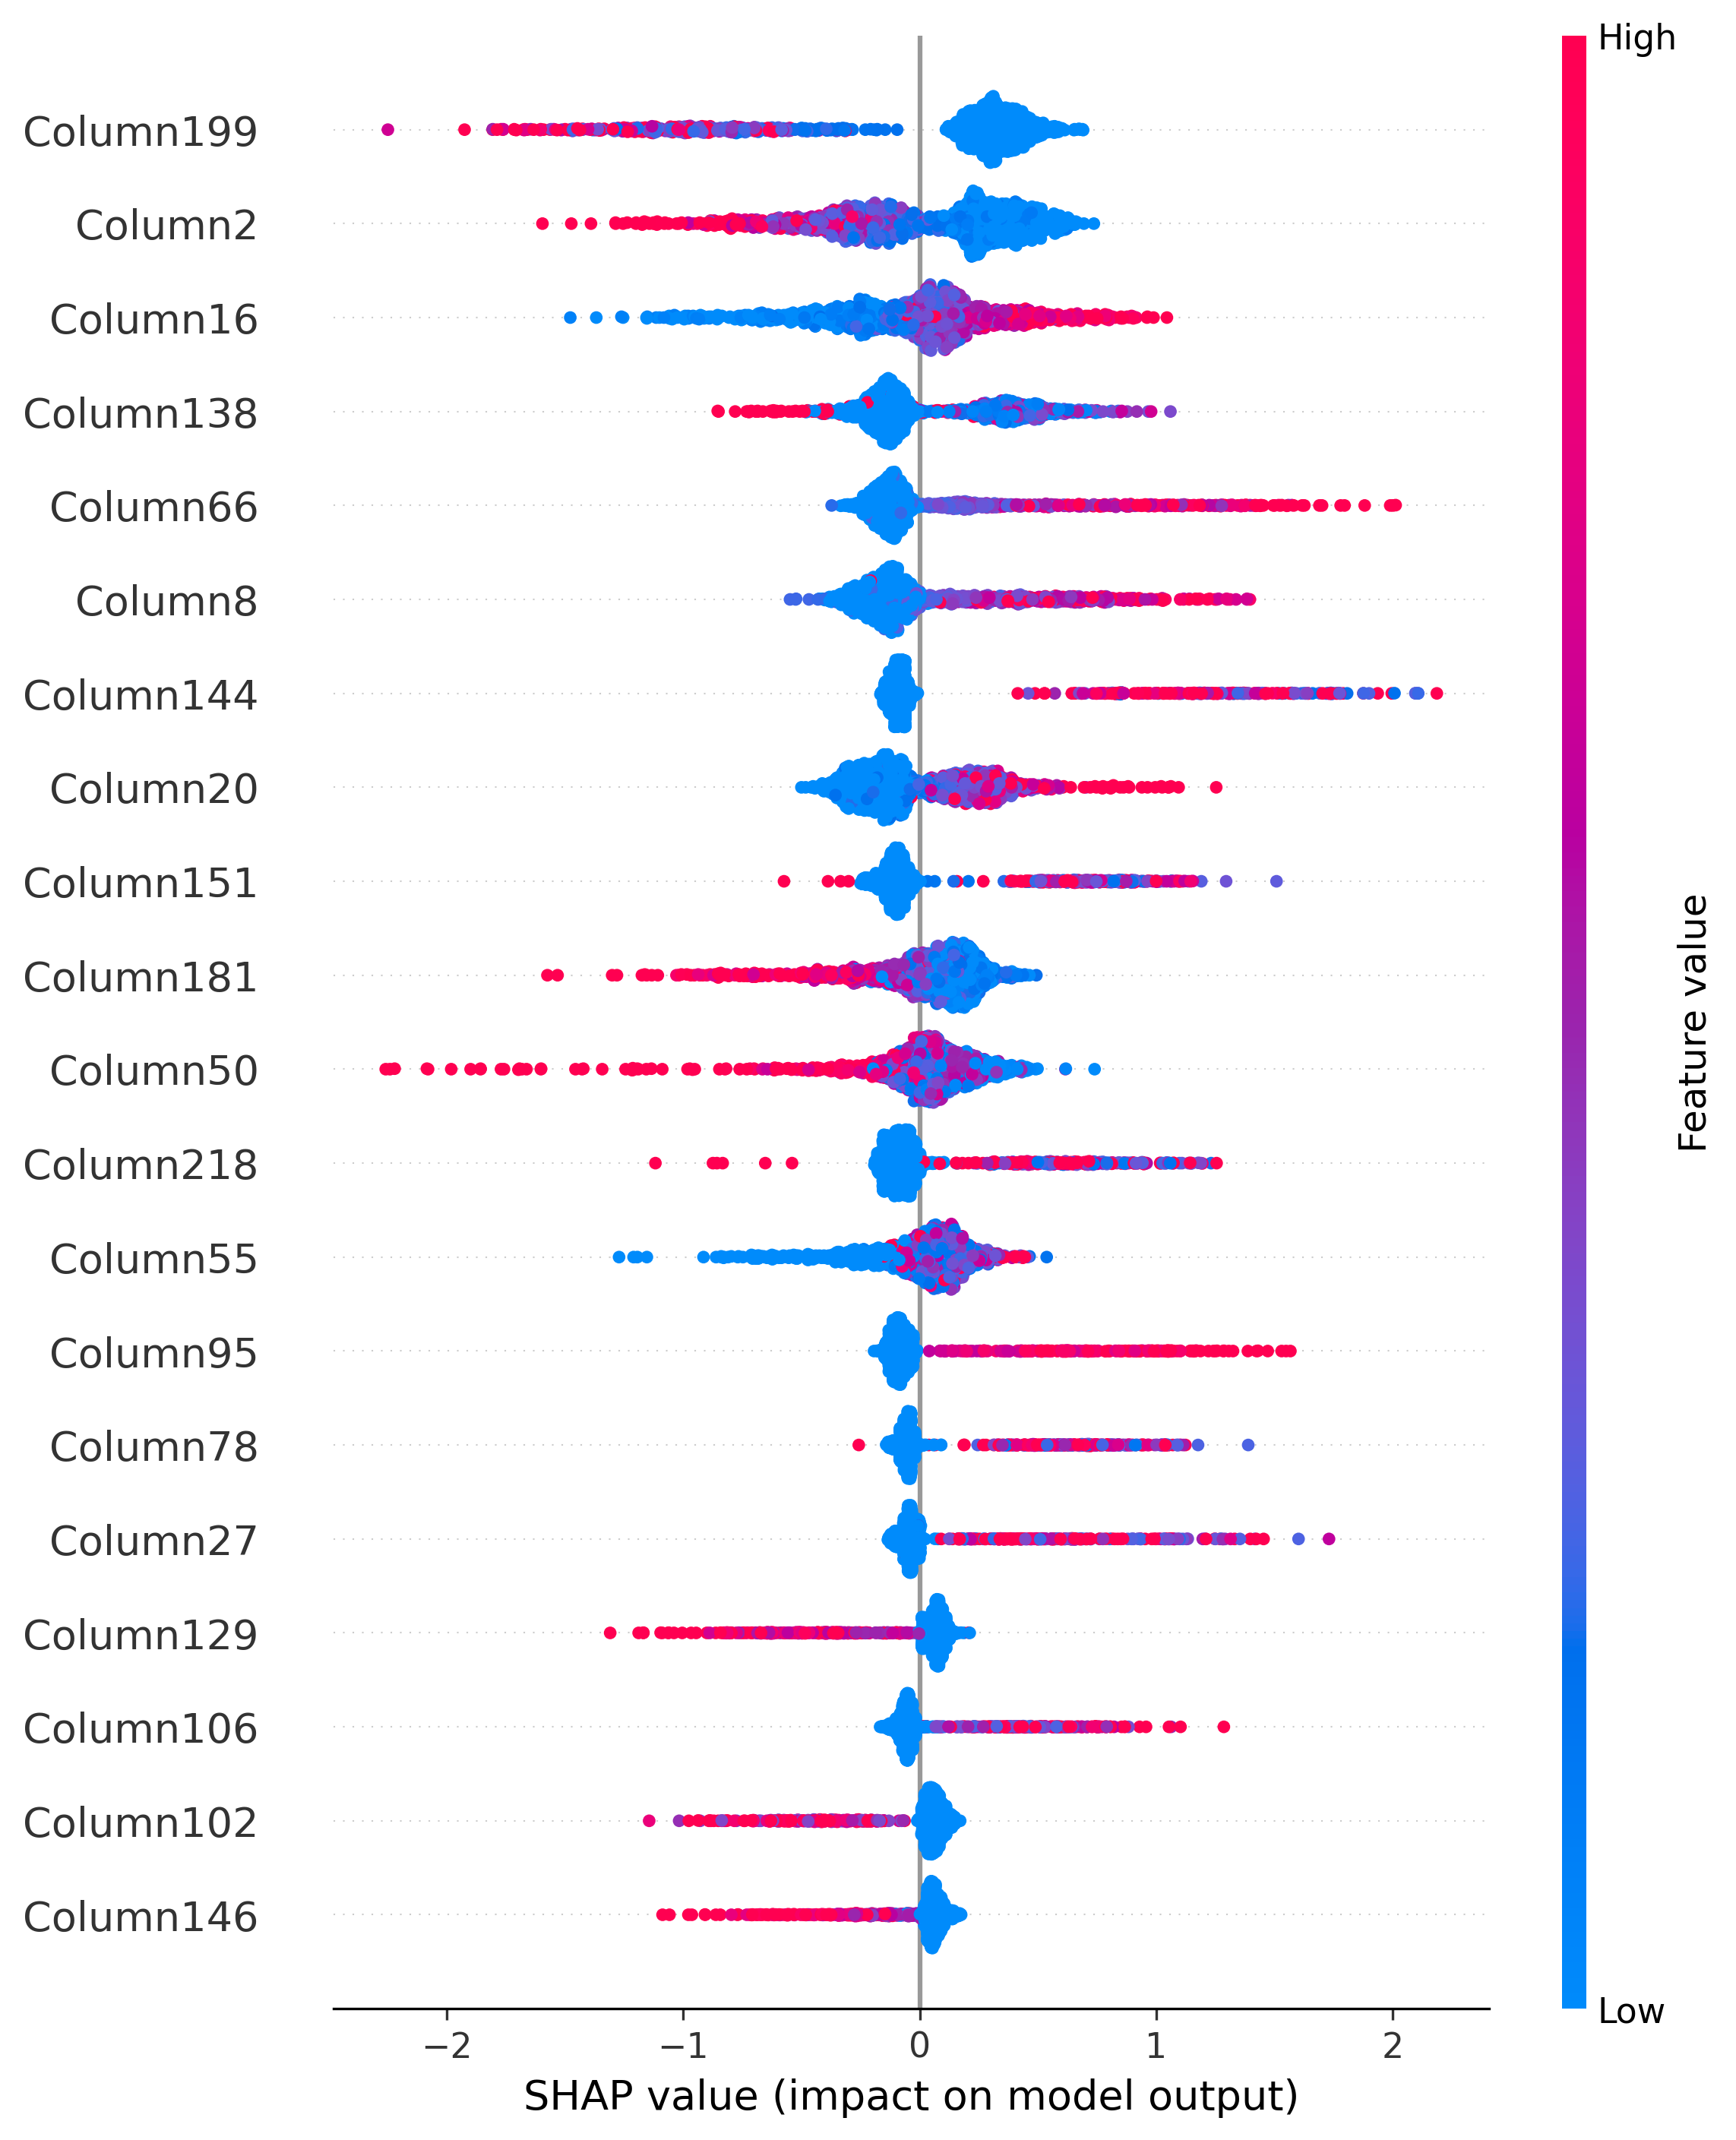 High
Column199
Column2
Column16
Column138
Column66
Column8
Column144
Column20
Column151
Column181
Column50
Column218
Column55
Column95
Column78
Column27
Column129
Column106
Column102
Column146
Feature value
Low
−2 −1 0 1 2
SHAP value (impact on model output)